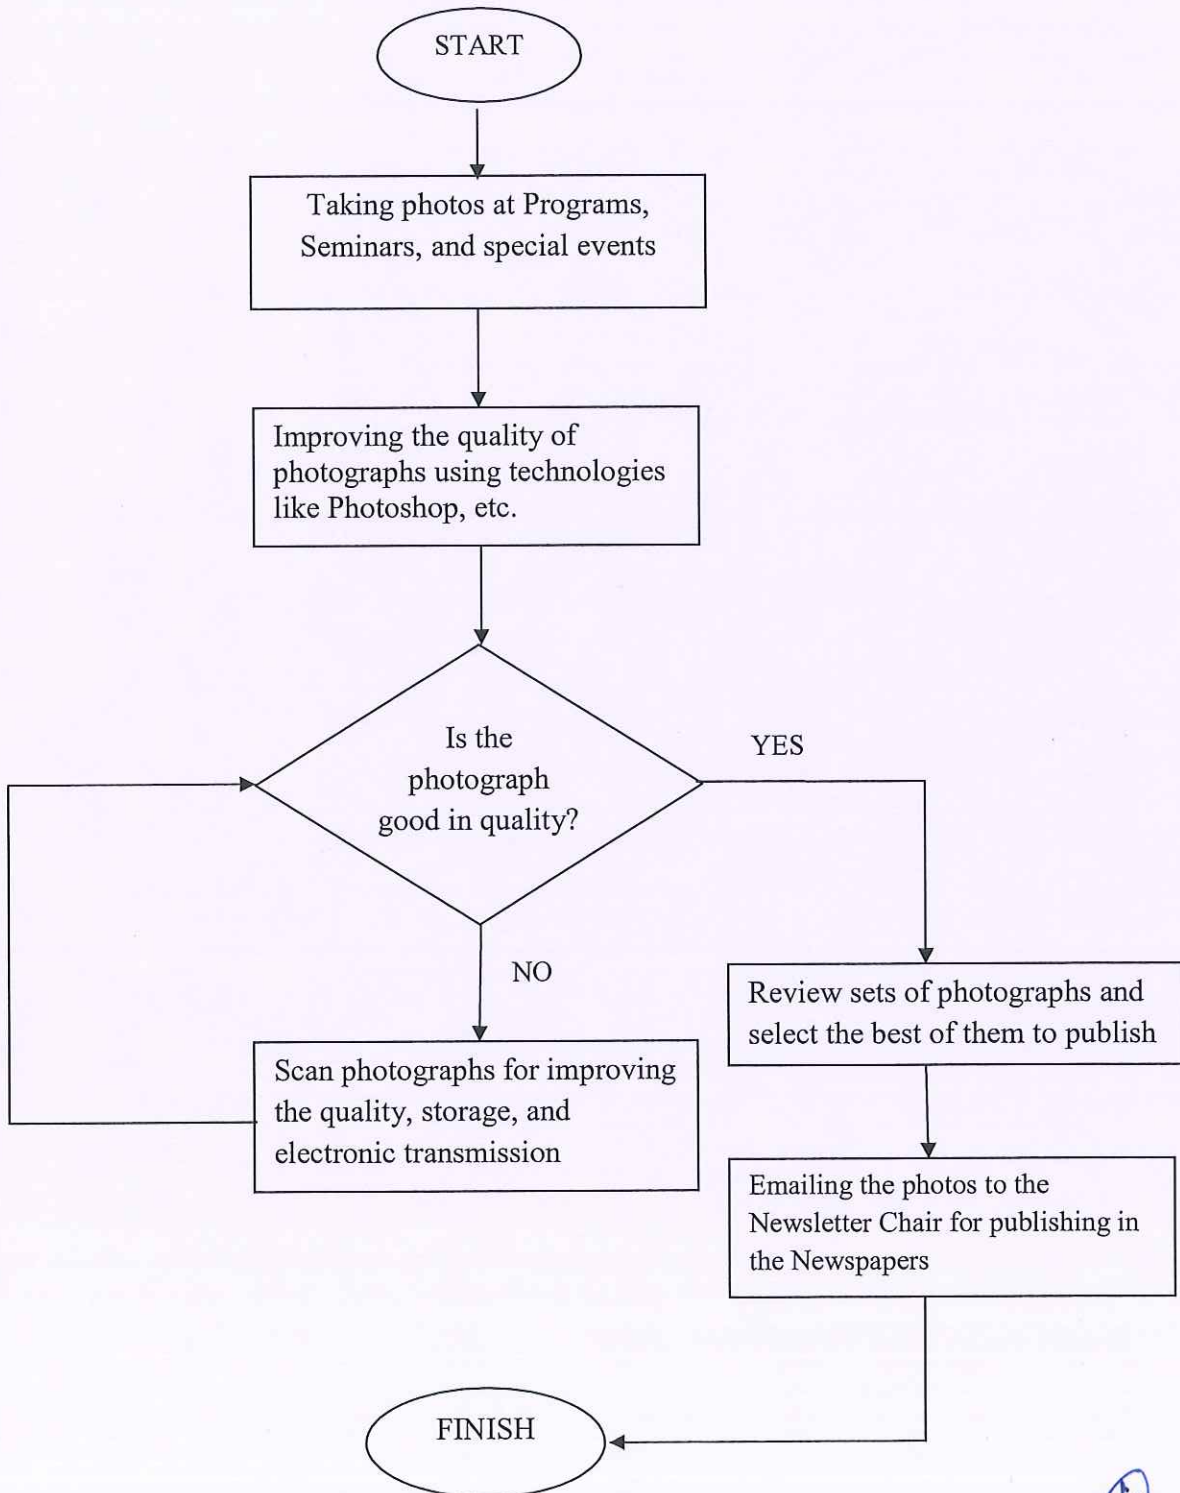 START
Taking photos at Programs,
Seminars, and special events
Improving the quality of
photographs using technologies
like Photoshop, etc.
Is the
photograph
good in quality?
YES
NO
Review sets of photographs and
select the best of them to publish
Scan photographs for improving
the quality, storage, and
electronic transmission
Emailing the photos to the
Newsletter Chair for publishing in
the Newspapers
FINISH